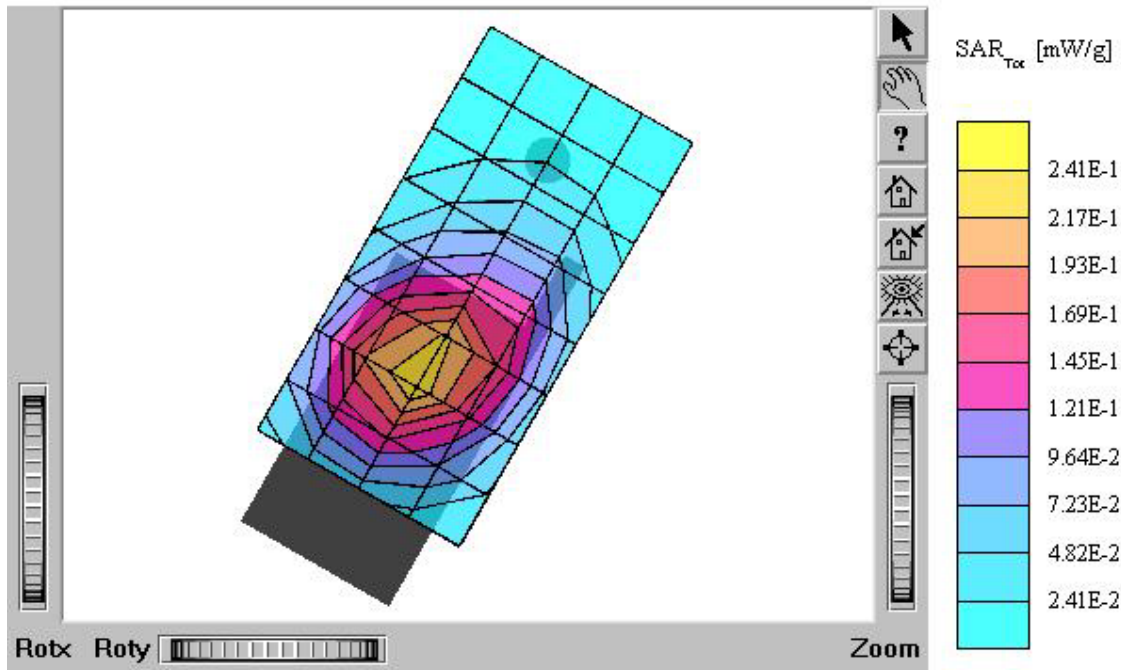 SAR_Tot [mW/g]
?
2.41E-1
2.17E-1
1.93E-1
1.69E-1
1.45E-1
1.21E-1
9.64E-2
7.23E-2
4.82E-2
2.41E-2
Rotx Roty Zoom